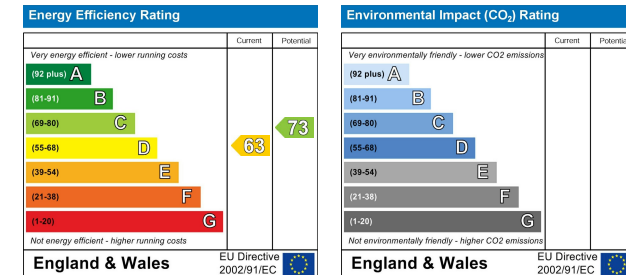 Energy Efficiency Rating
Current Potential
Very energy efficient - lower running costs
(92 plus) A
(81-91) B
(69-80) C
(55-68) D
(39-54) E
(21-38) F
(1-20) G
63
73
Not energy efficient - higher running costs
England & Wales
EU Directive
2002/91/EC
Environmental Impact (CO₂) Rating
Current Potential
Very environmentally friendly - lower CO2 emissions
(92 plus) A
(81-91) B
(69-80) C
(55-68) D
(39-54) E
(21-38) F
(1-20) G
Not environmentally friendly - higher CO2 emissions
England & Wales
EU Directive
2002/91/EC